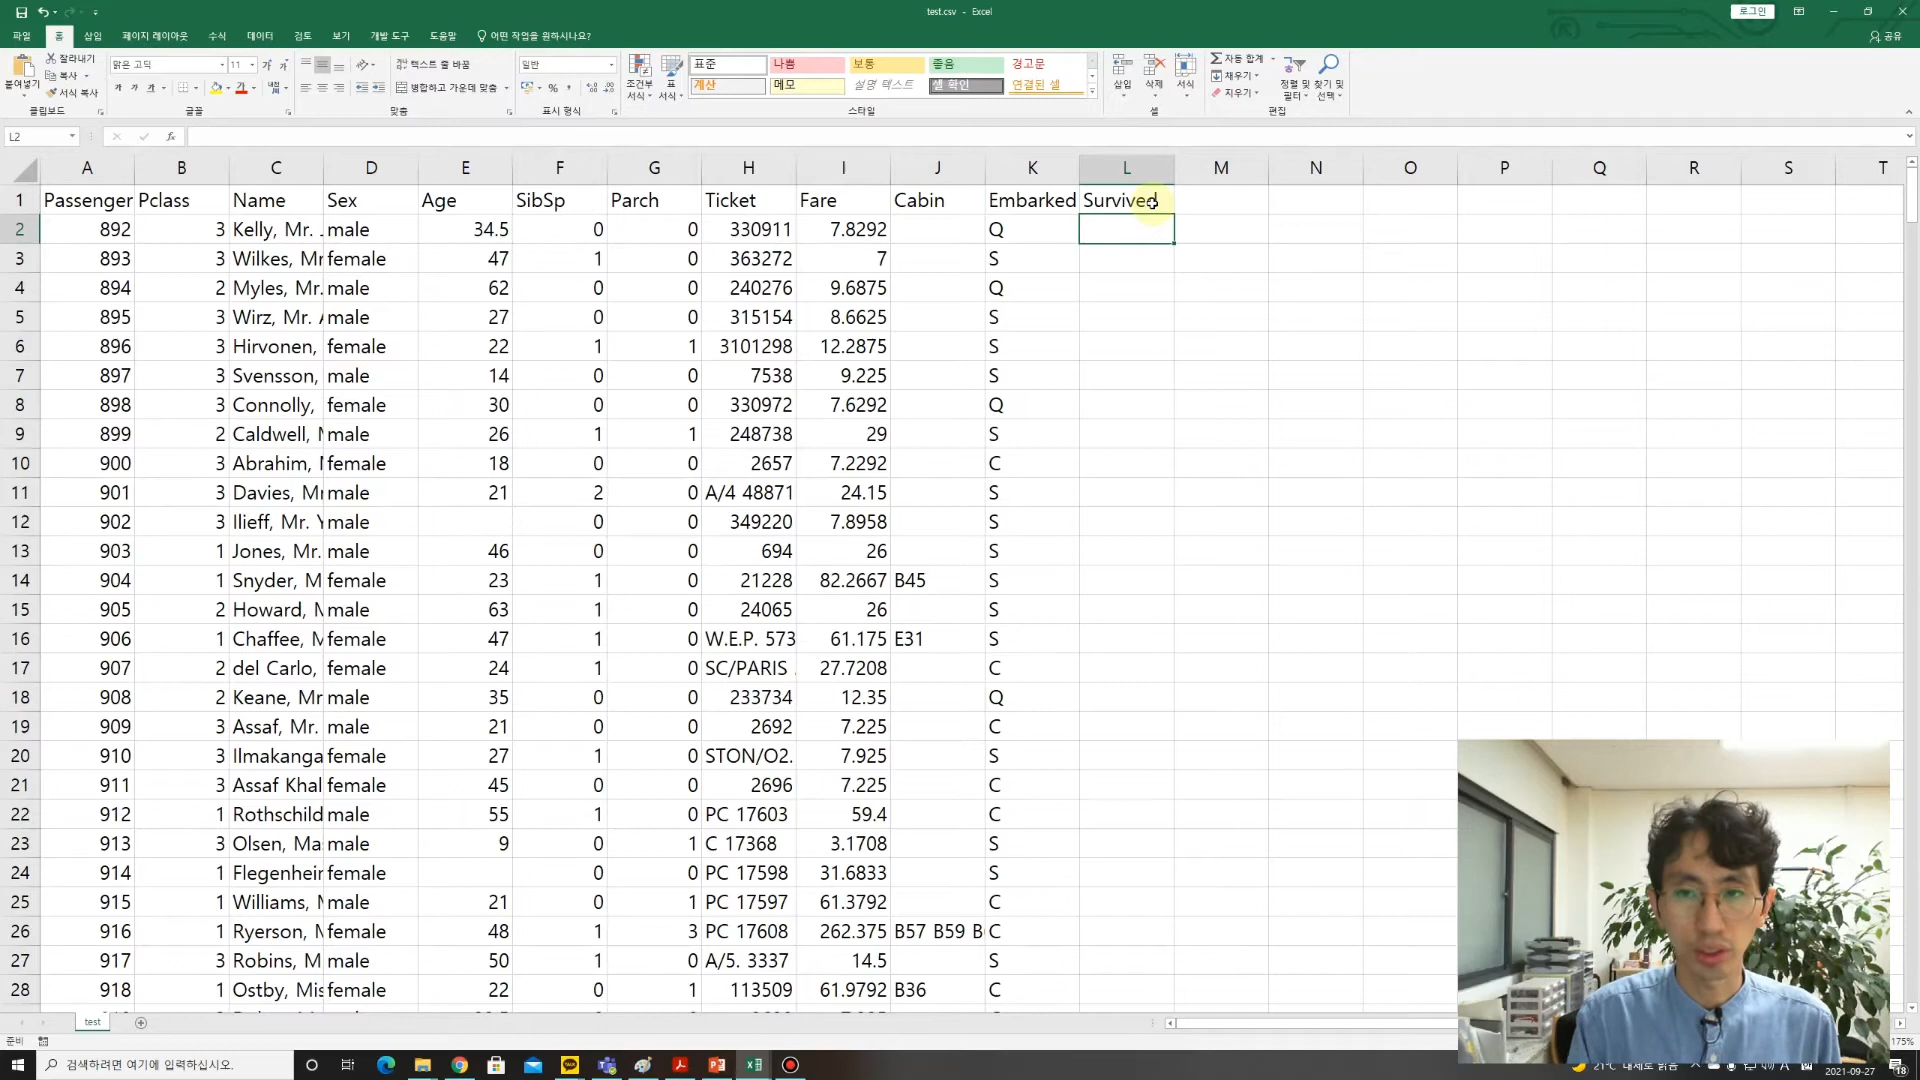 test.csv - Excel
로그인
파일 홈 삽입 페이지 레이아웃 수식 데이터 검토 보기 개발 도구 도움말 어떤 작업을 원하시나요? 공유
붙여넣기
잘라내기
복사
서식 복사
클립보드
맑은 고딕 11
가 가 가
글꼴
텍스트 줄 바꿈
병합하고 가운데 맞춤
맞춤
일반
표시 형식
조건부 서식
표 서식
표준 나쁨 보통 좋음 경고문
계산 메모 설명 텍스트 셀 확인 연결된 셀
스타일
삽입 삭제 서식
셀
자동 합계
채우기
지우기
정렬 및 필터
찾기 및 선택
편집
L2 fx
A B C D E F G H I J K L M N O P Q R S T
1 Passenger Pclass Name Sex Age SibSp Parch Ticket Fare Cabin Embarked Survived
2 892 3 Kelly, Mr. male 34.5 0 0 330911 7.8292 Q
3 893 3 Wilkes, Mr female 47 1 0 363272 7 S
4 894 2 Myles, Mr. male 62 0 0 240276 9.6875 Q
5 895 3 Wirz, Mr. male 27 0 0 315154 8.6625 S
6 896 3 Hirvonen, female 22 1 1 3101298 12.2875 S
7 897 3 Svensson, male 14 0 0 7538 9.225 S
8 898 3 Connolly, female 30 0 0 330972 7.6292 Q
9 899 2 Caldwell, male 26 1 1 248738 29 S
10 900 3 Abrahim, female 18 0 0 2657 7.2292 C
11 901 3 Davies, Mr male 21 2 0 A/4 48871 24.15 S
12 902 3 Ilieff, Mr. Y male 0 0 349220 7.8958 S
13 903 1 Jones, Mr. male 46 0 0 694 26 S
14 904 1 Snyder, M female 23 1 0 21228 82.2667 B45 S
15 905 2 Howard, M male 63 1 0 24065 26 S
16 906 1 Chaffee, M female 47 1 0 W.E.P. 573 61.175 E31 S
17 907 2 del Carlo, female 24 1 0 SC/PARIS 27.7208 C
18 908 2 Keane, Mr male 35 0 0 233734 12.35 Q
19 909 3 Assaf, Mr. male 21 0 0 2692 7.225 C
20 910 3 Ilmakanga female 27 1 0 STON/O2. 7.925 S
21 911 3 Assaf Khal female 45 0 0 2696 7.225 C
22 912 1 Rothschild male 55 1 0 PC 17603 59.4 C
23 913 3 Olsen, Ma male 9 0 1 C 17368 3.1708 S
24 914 1 Flegenhei female 0 0 PC 17598 31.6833 S
25 915 1 Williams, male 21 0 1 PC 17597 61.3792 C
26 916 1 Ryerson, female 48 1 3 PC 17608 262.375 B57 B59 B C
27 917 3 Robins, M male 50 1 0 A/5. 3337 14.5 S
28 918 1 Ostby, Mis female 22 0 1 113509 61.9792 B36 C
test
준비
175%
검색하려면 여기에 입력하십시오.
21°C 대체로 맑음
A
2021-09-27
18